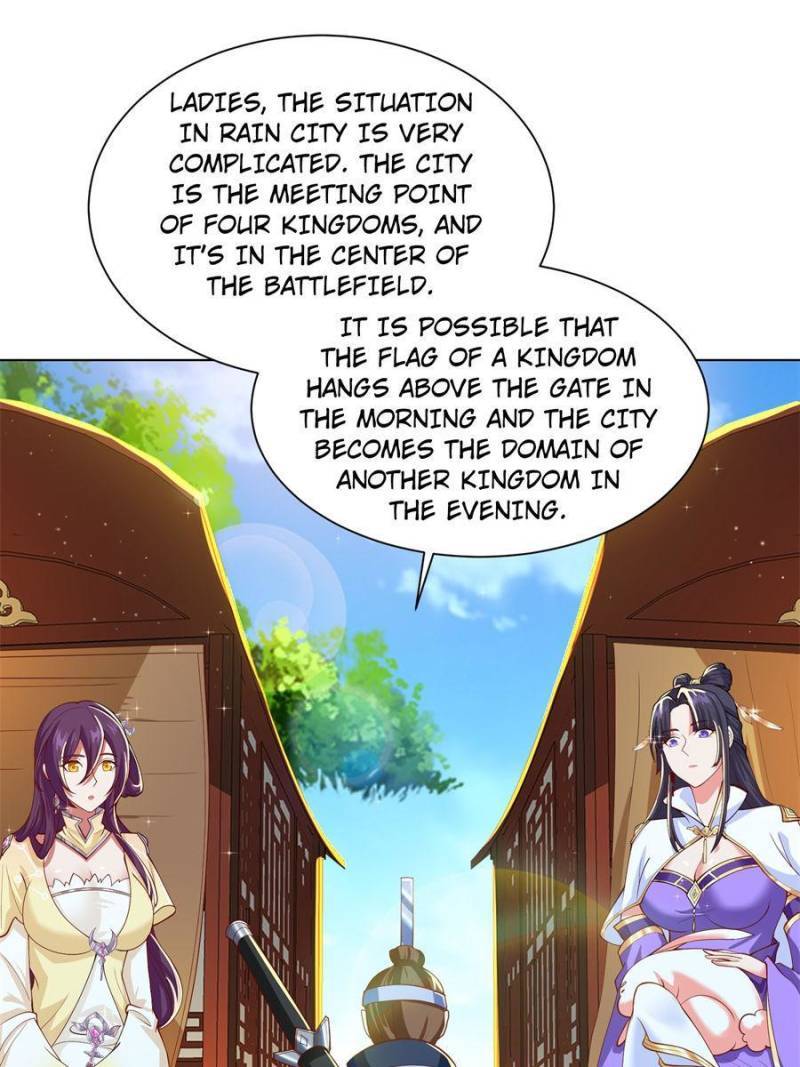 LADIES, THE SITUATION
IN RAIN CITY IS VERY
COMPLICATED. THE CITY
IS THE MEETING POINT
OF FOUR KINGDOMS, AND
IT'S IN THE CENTER OF
THE BATTLEFIELD.
IT IS POSSIBLE THAT
THE FLAG OF A KINGDOM
HANGS ABOVE THE GATE IN
THE MORNING AND THE CITY
BECOMES THE DOMAIN OF
ANOTHER KINGDOM IN
THE EVENING.